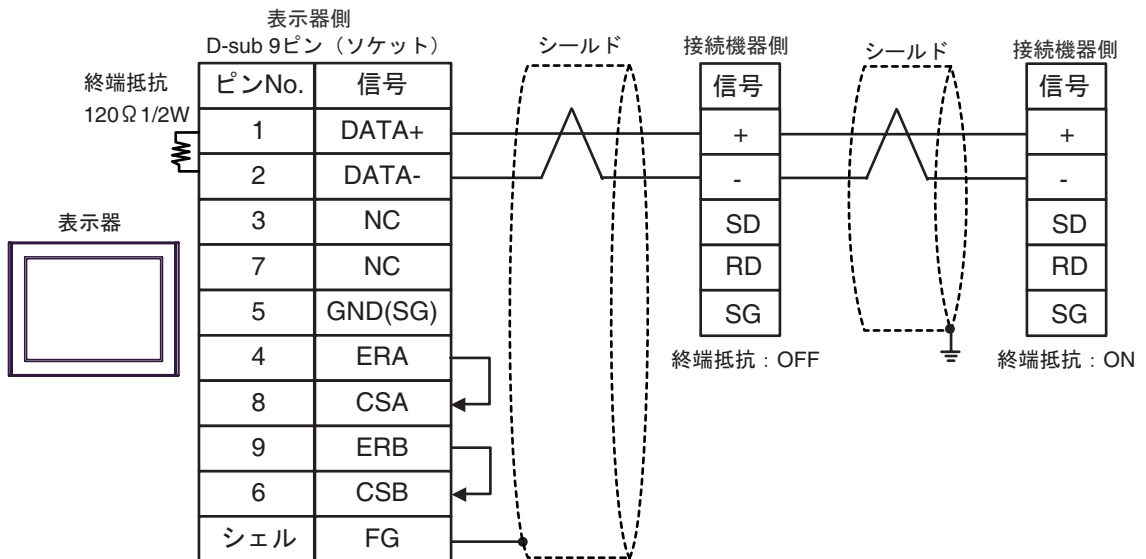 表示器側
D-sub 9ピン（ソケット）
終端抵抗
120Ω 1/2W
ピンNo. 信号
1 DATA+
2 DATA-
3 NC
7 NC
5 GND(SG)
4 ERA
8 CSA
9 ERB
6 CSB
シェル FG
表示器
シールド
接続機器側
信号
+
-
SD
RD
SG
終端抵抗：OFF
シールド
接続機器側
信号
+
-
SD
RD
SG
終端抵抗：ON